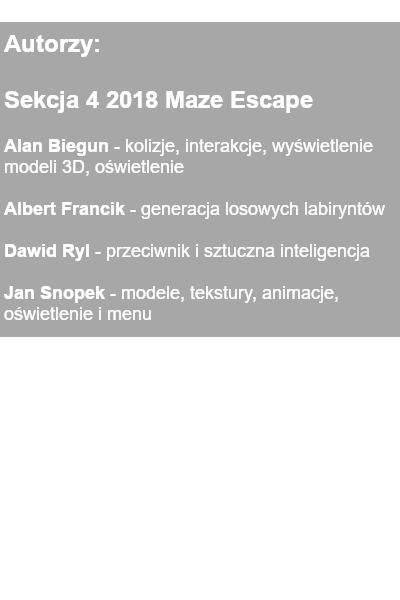 Autorzy:
Sekcja 4 2018 Maze Escape
Alan Biegun - kolizje, interakcje, wyświetlenie
modeli 3D, oświetlenie
Albert Francik - generacja losowych labiryntów
Dawid Ryl - przeciwnik i sztuczna inteligencja
Jan Snopek - modele, tekstury, animacje,
oświetlenie i menu